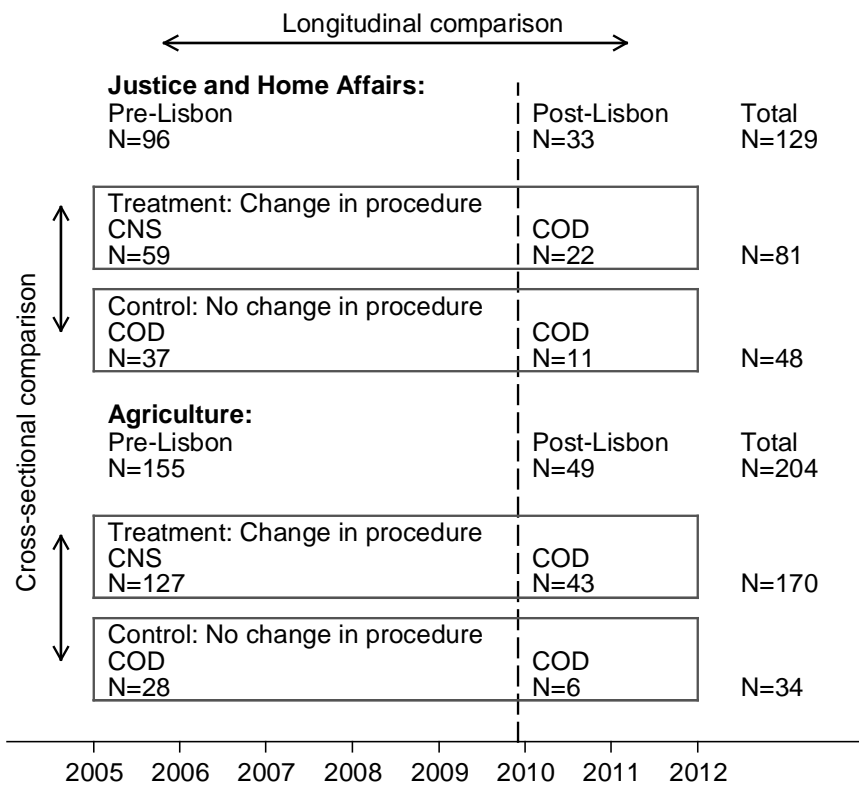 Longitudinal comparison
Justice and Home Affairs:
Pre-Lisbon Post-Lisbon Total
N=96 N=33 N=129
Treatment: Change in procedure
CNS COD
N=59 N=22 N=81
Control: No change in procedure
COD COD
N=37 N=11 N=48
Cross-sectional comparison
Agriculture:
Pre-Lisbon Post-Lisbon Total
N=155 N=49 N=204
Treatment: Change in procedure
CNS COD
N=127 N=43 N=170
Control: No change in procedure
COD COD
N=28 N=6 N=34
2005 2006 2007 2008 2009 2010 2011 2012